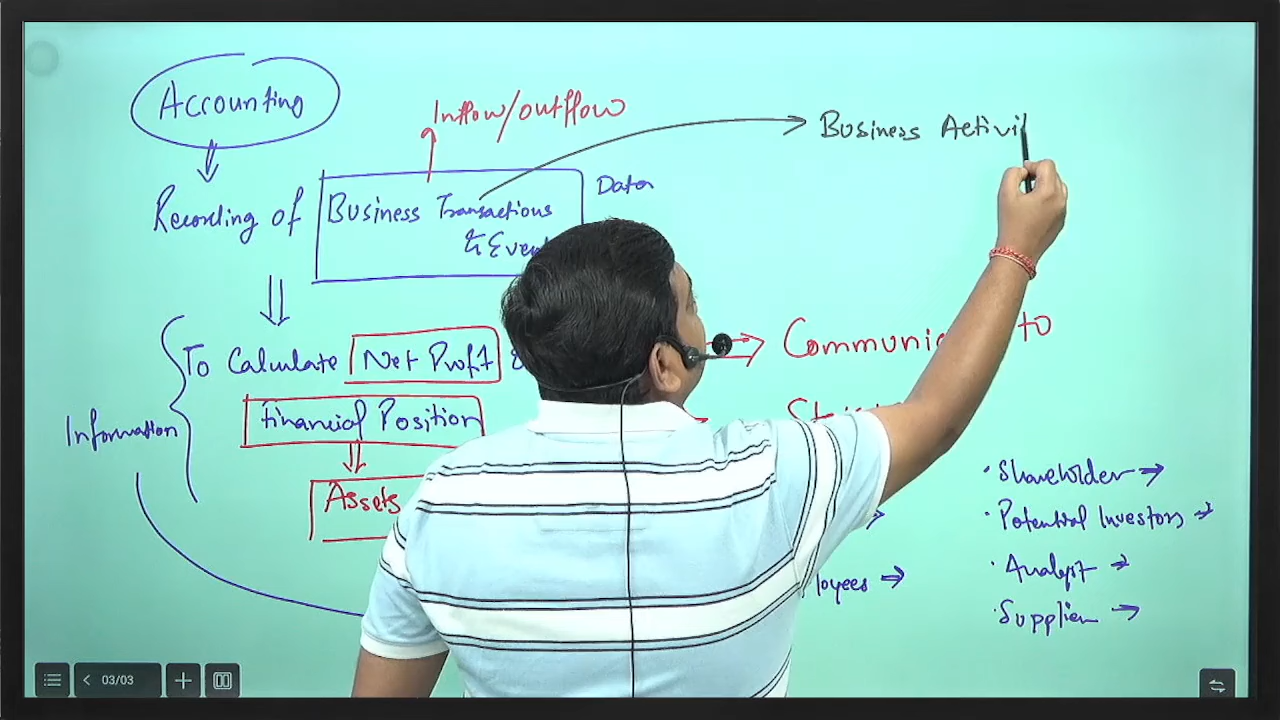 Accounting
Inflow/outflow
Business Activi
Recording of Business Transactions
Data
& Even
To Calculate Net Profit &
Communic to
Information
Financial Position
Assets
• Shareholder →
• Potential Investors →
• Analyst →
loyees →
• Supplier →
03/03